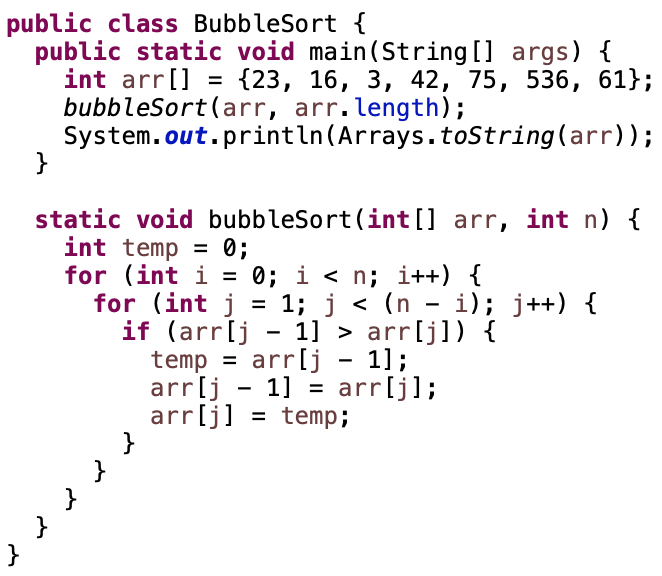 public class BubbleSort {
  public static void main(String[] args) {
    int arr[] = {23, 16, 3, 42, 75, 536, 61};
    bubbleSort(arr, arr.length);
    System.out.println(Arrays.toString(arr));
  }

  static void bubbleSort(int[] arr, int n) {
    int temp = 0;
    for (int i = 0; i < n; i++) {
      for (int j = 1; j < (n - i); j++) {
        if (arr[j - 1] > arr[j]) {
          temp = arr[j - 1];
          arr[j - 1] = arr[j];
          arr[j] = temp;
        }
      }
    }
  }
}